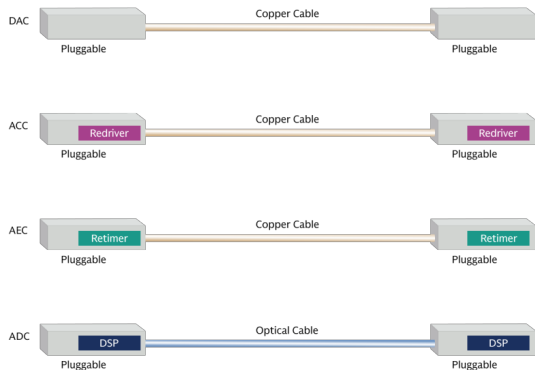 DAC
Copper Cable
Pluggable
Pluggable
ACC
Copper Cable
Redriver
Redriver
Pluggable
Pluggable
AEC
Copper Cable
Retimer
Retimer
Pluggable
Pluggable
ADC
Optical Cable
DSP
DSP
Pluggable
Pluggable